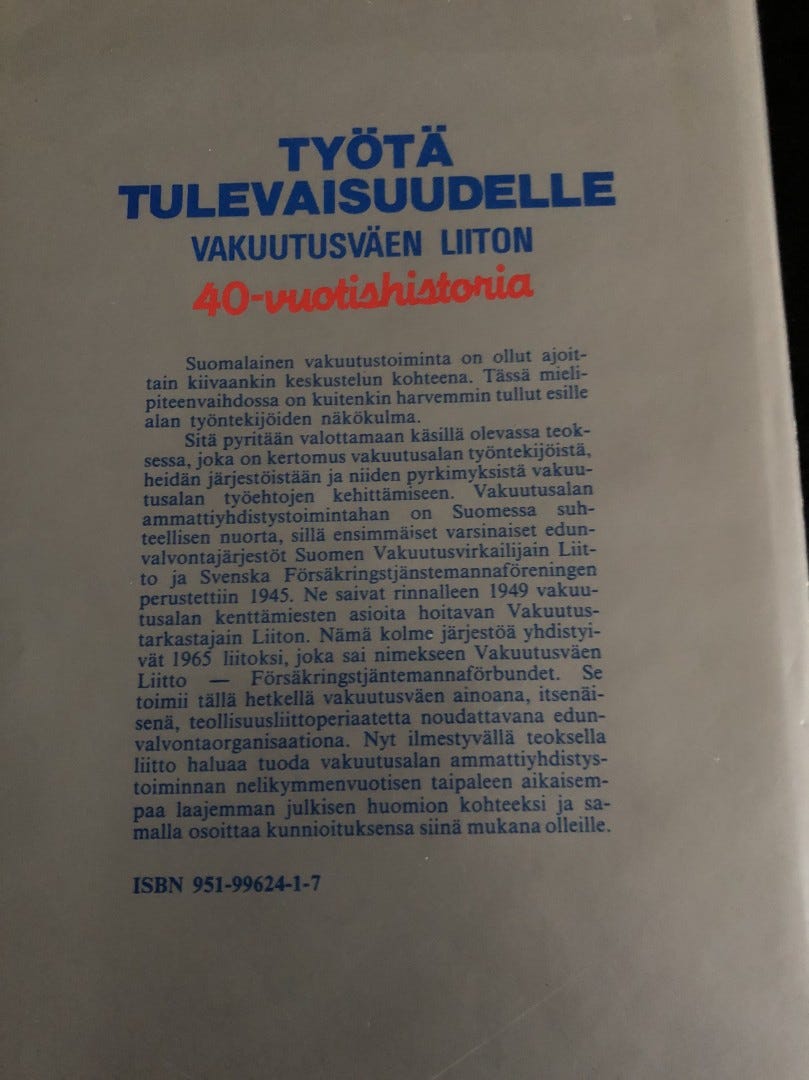 TYÖTÄ
TULEVAISUUDELLE
VAKUUTUSVÄEN LIITON
40-vuotishistoria
Suomalainen vakuutustoiminta on ollut ajoit-
tain kiivaankin keskustelun kohteena. Tässä mieli-
piteenvaihdossa on kuitenkin harvemmin tullut esille
alan työntekijöiden näkökulma.
Sitä pyritään valottamaan käsillä olevassa teok-
sessa, joka on kertomus vakuutusalan työntekijöistä,
heidän järjestöistään ja niiden pyrkimyksistä vakuu-
tusalan työehtojen kehittämiseen. Vakuutusalan
ammattiyhdistystoimintahan on Suomessa suh-
teellisen nuorta, sillä ensimmäiset varsinaiset edun-
valvontajärjestöt Suomen Vakuutusvirkailijain Liit-
to ja Svenska Försäkringstjänstemannaföreningen
perustettiin 1945. Ne saivat rinnalleen 1949 vakuu-
tusalan kenttämiesten asioita hoitavan Vakuutus-
tarkastajain Liiton. Nämä kolme järjestöä yhdistyi-
vät 1965 liitoksi, joka sai nimekseen Vakuutusväen
Liitto — Försäkringstjäntemannaförbundet. Se
toimii tällä hetkellä vakuutusväen ainoana, itsenäi-
senä, teollisuusliittoperiaatetta noudattavana edun-
valvontaorganisaationa. Nyt ilmestyvällä teoksella
liitto haluaa tuoda vakuutusalan ammattiyhdistys-
toiminnan nelikymmenvuotisen taipaleen aikaisem-
paa laajemman julkisen huomion kohteeksi ja sa-
malla osoittaa kunnioituksensa siinä mukana olleille.
ISBN 951-99624-1-7